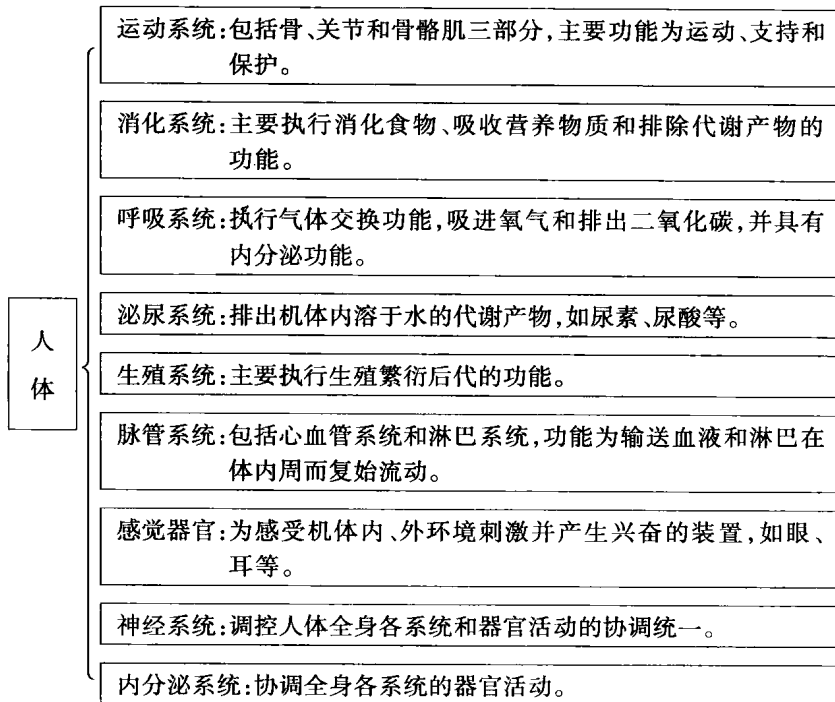 运动系统:包括骨、关节和骨骼肌三部分,主要功能为运动、支持和
保护。
消化系统:主要执行消化食物、吸收营养物质和排除代谢产物的
功能。
呼吸系统:执行气体交换功能,吸进氧气和排出二氧化碳,并具有
内分泌功能。
人
体
泌尿系统:排出机体内溶于水的代谢产物,如尿素、尿酸等。
生殖系统:主要执行生殖繁衍后代的功能。
脉管系统:包括心血管系统和淋巴系统,功能为输送血液和淋巴在
体内周而复始流动。
感觉器官:为感受机体内、外环境刺激并产生兴奋的装置,如眼、
耳等。
神经系统:调控人体全身各系统和器官活动的协调统一。
内分泌系统:协调全身各系统的器官活动。